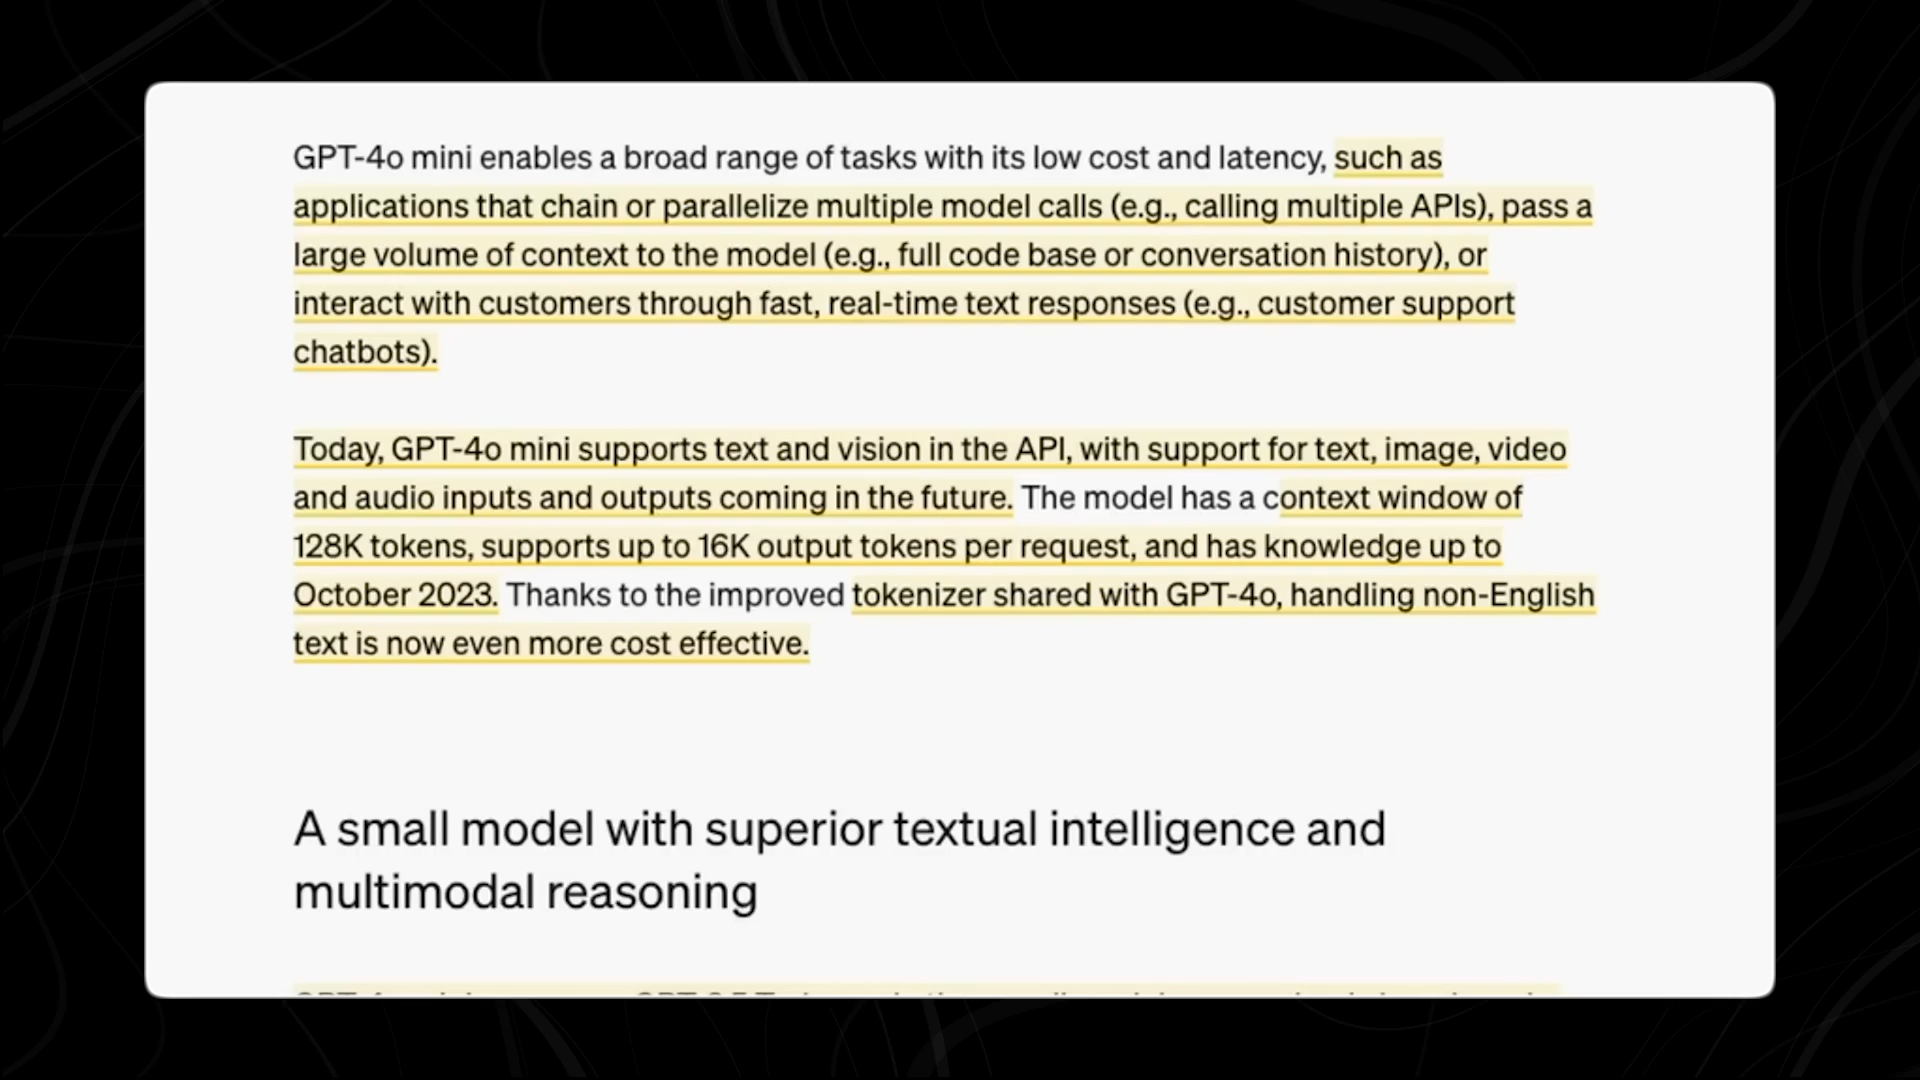 GPT-4o mini enables a broad range of tasks with its low cost and latency, such as
applications that chain or parallelize multiple model calls (e.g., calling multiple APIs), pass a
large volume of context to the model (e.g., full code base or conversation history), or
interact with customers through fast, real-time text responses (e.g., customer support
chatbots).
Today, GPT-4o mini supports text and vision in the API, with support for text, image, video
and audio inputs and outputs coming in the future. The model has a context window of
128K tokens, supports up to 16K output tokens per request, and has knowledge up to
October 2023. Thanks to the improved tokenizer shared with GPT-4o, handling non-English
text is now even more cost effective.
A small model with superior textual intelligence and
multimodal reasoning